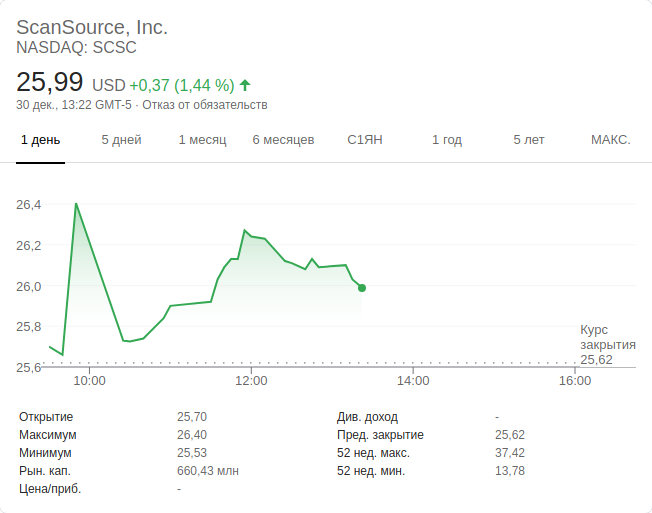 ScanSource, Inc.
NASDAQ: SCSC
25,99 USD +0,37 (1,44 %)
30 дек., 13:22 GMT-5 · Отказ от обязательств
1 день 5 дней 1 месяц 6 месяцев С1ЯН 1 год 5 лет МАКС.
26,4
26,2
26,0
25,8
Курс
закрытия
25,62
25,6
10:00 12:00 14:00 16:00
Открытие 25,70 Див. доход -
Максимум 26,40 Пред. закрытие 25,62
Минимум 25,53 52 нед. макс. 37,42
Рын. кап. 660,43 млн 52 нед. мин. 13,78
Цена/приб. -